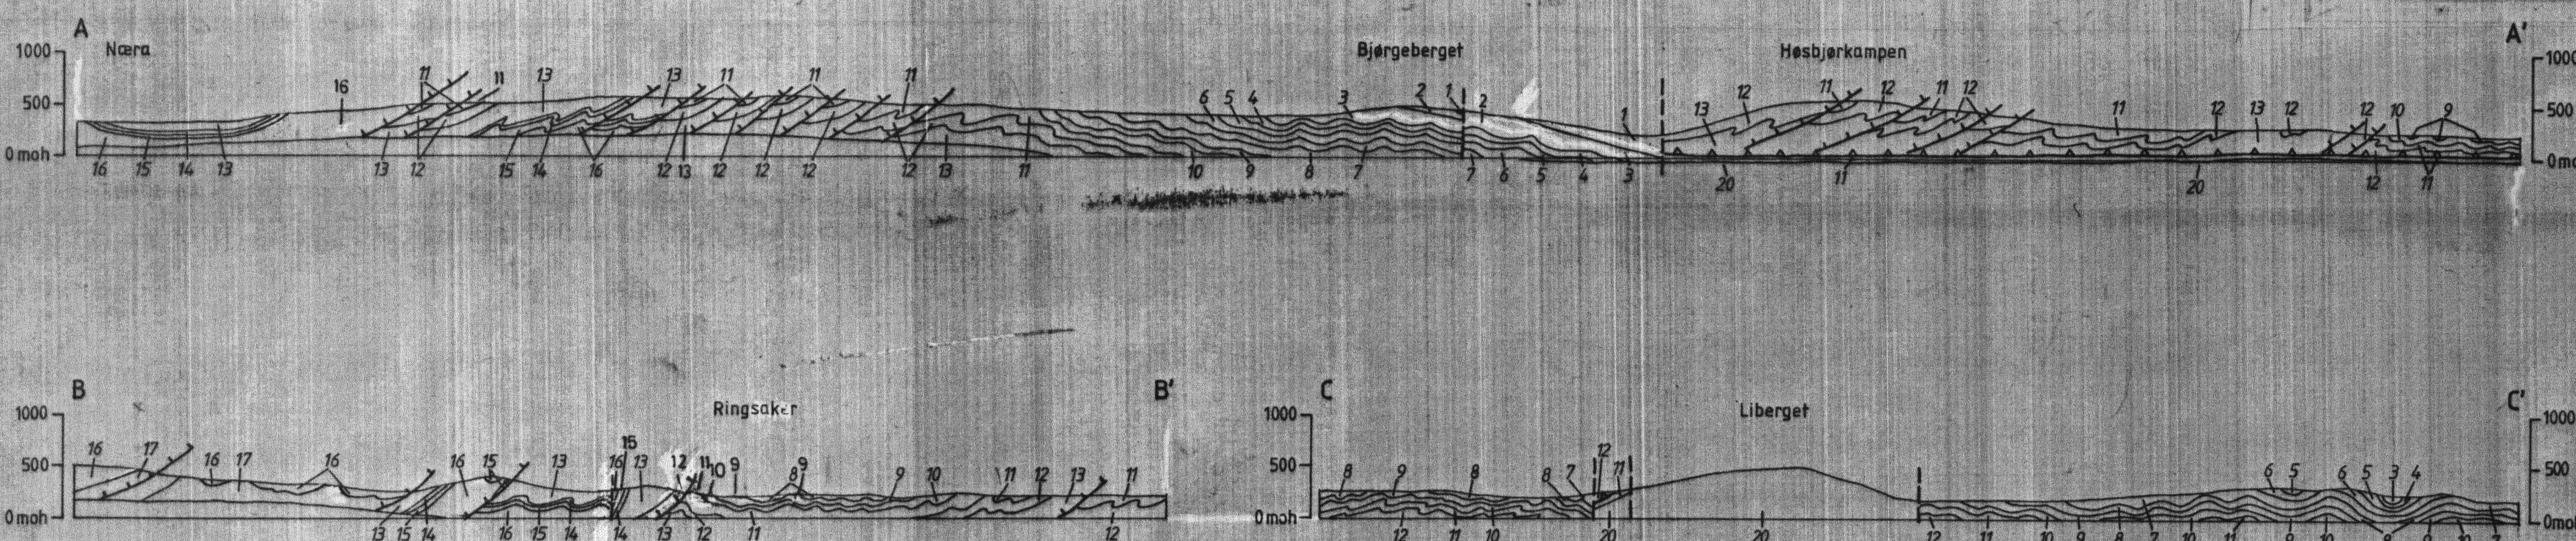 A A'
Næra Bjørgeberget Høsbjørkampen
1000 1000
16 11 11 13 13 11 11 11 6 5 4 3 2 1 2 1 13 12 11 12 11 12 11 12 13 12 12 10 9
500 500
0 moh
16 15 14 13 13 12 15 14 16 12 13 12 12 12 12 13 11 10 9 8 7 7 6 5 4 3 20 11 20 12 11
B B' C C'
Ringsaker Liberget
1000 1000 1000
16 17 16 17 16 16 15 13 16 15 13 12 11 10 9 8 9 9 10 11 12 13 11 8 9 8 8 7 12 11 6 5 6 5 3 4
500 500 500
0 moh 0 moh 0moh
13 15 14 16 15 14 14 13 12 11 12 12 11 10 20 20 12 11 10 9 8 7 10 11 9 10 8 9 10 7